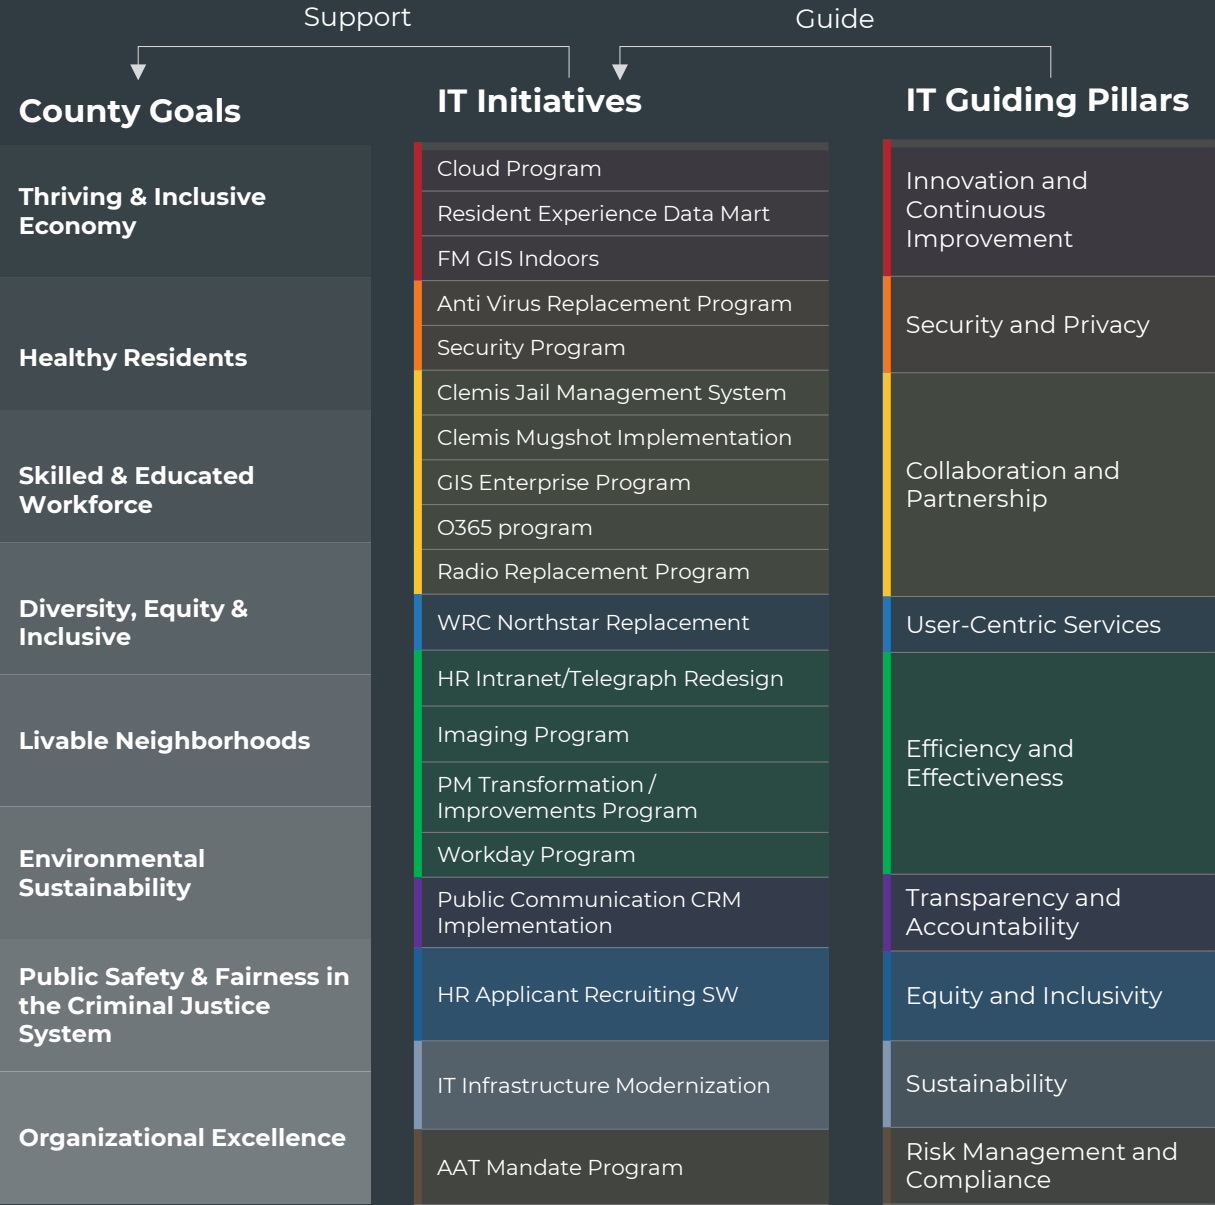 Support
Guide
County Goals
Thriving & Inclusive
Economy
Healthy Residents
Skilled & Educated
Workforce
Diversity, Equity &
Inclusive
Livable Neighborhoods
Environmental
Sustainability
Public Safety & Fairness in
the Criminal Justice
System
Organizational Excellence
IT Initiatives
Cloud Program
Resident Experience Data Mart
FM GIS Indoors
Anti Virus Replacement Program
Security Program
Clemis Jail Management System
Clemis Mugshot Implementation
GIS Enterprise Program
O365 program
Radio Replacement Program
WRC Northstar Replacement
HR Intranet/Telegraph Redesign
Imaging Program
PM Transformation /
Improvements Program
Workday Program
Public Communication CRM
Implementation
HR Applicant Recruiting SW
IT Infrastructure Modernization
AAT Mandate Program
IT Guiding Pillars
Innovation and
Continuous
Improvement
Security and Privacy
Collaboration and
Partnership
User-Centric Services
Efficiency and
Effectiveness
Transparency and
Accountability
Equity and Inclusivity
Sustainability
Risk Management and
Compliance